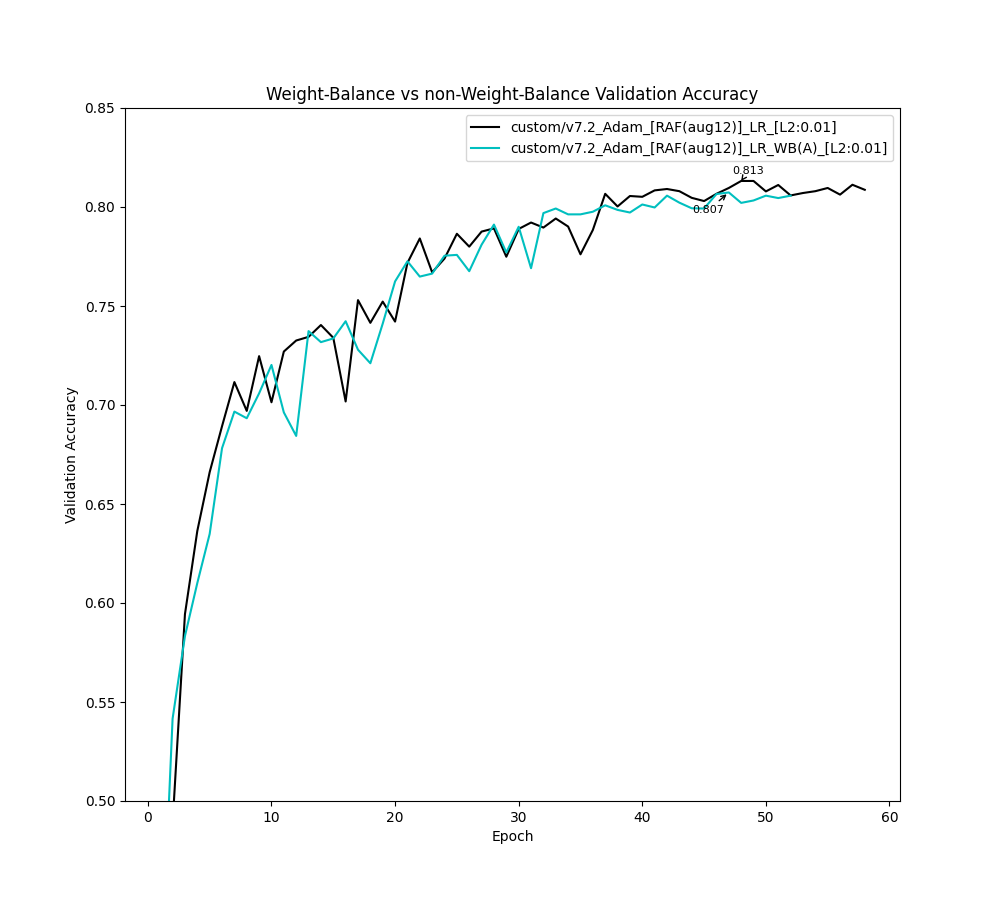 Weight-Balance vs non-Weight-Balance Validation Accuracy
0.85
custom/v7.2_Adam_[RAF(aug12)]_LR_[L2:0.01]
custom/v7.2_Adam_[RAF(aug12)]_LR_WB(A)_[L2:0.01]
0.813
0.80
0.807
0.75
0.70
Validation Accuracy
0.65
0.60
0.55
0.50
0 10 20 30 40 50 60
Epoch